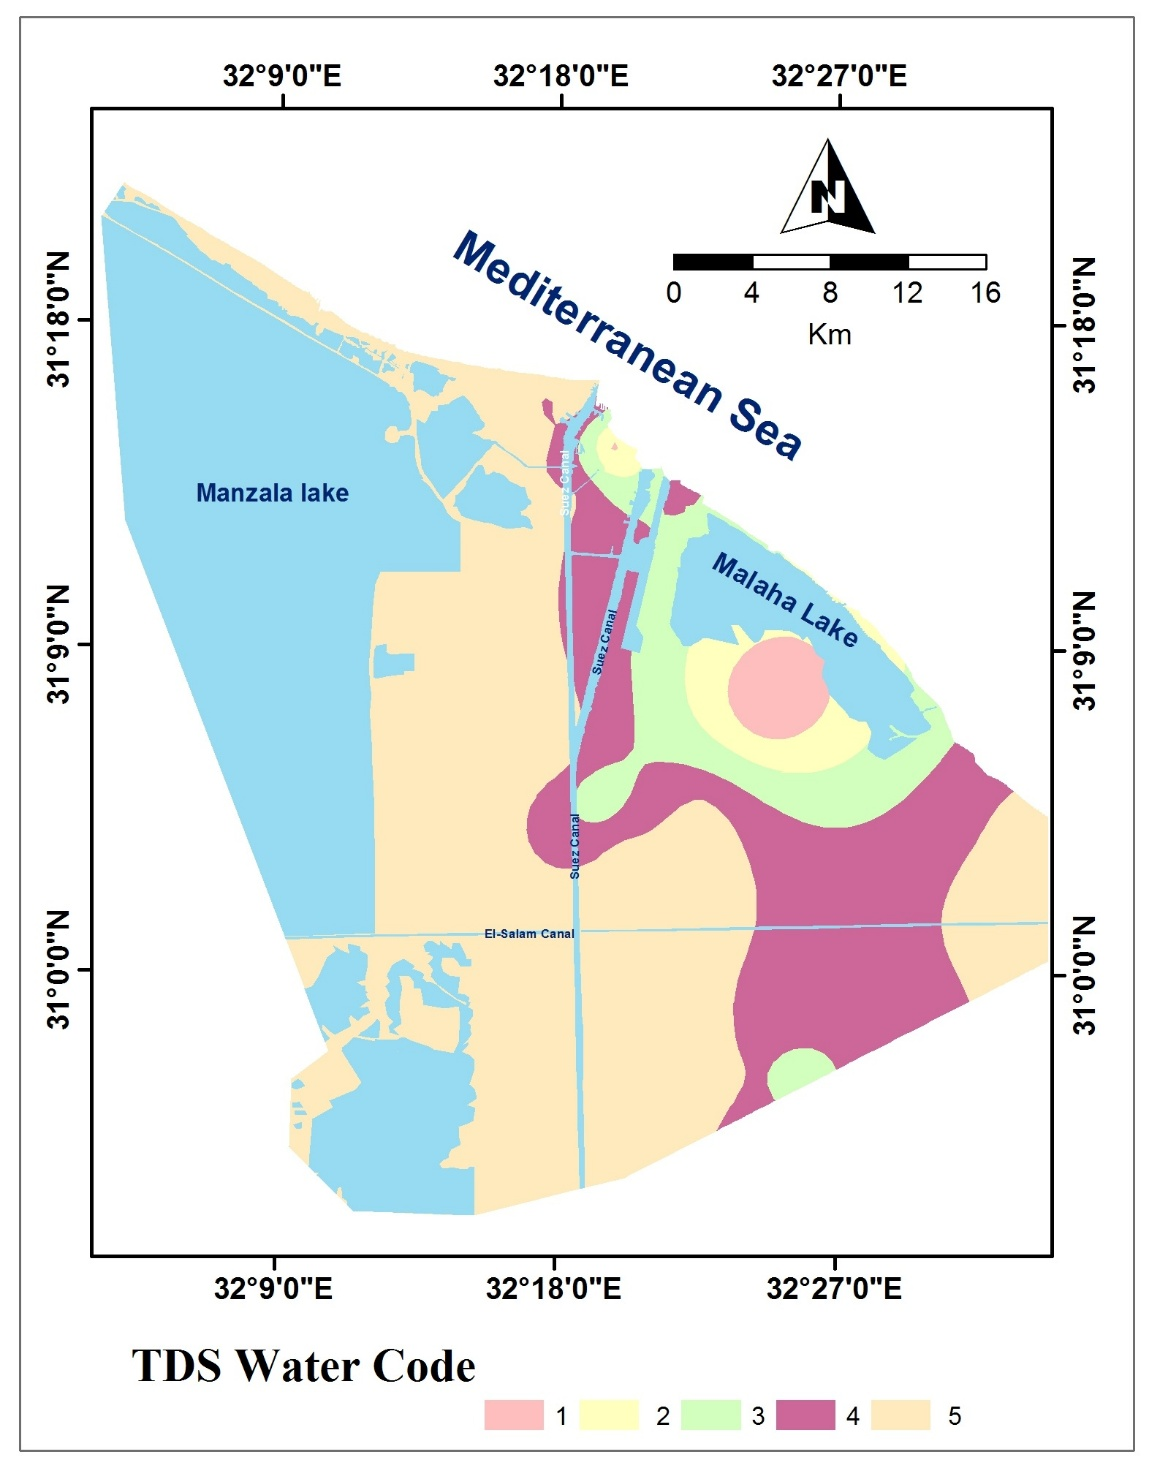 32°9'0"E 32°18'0"E 32°27'0"E
N
Mediterranean Sea
31°18'0"N
31°18'0"N
0 4 8 12 16
Km
Manzala lake
Suez Canal
Malaha Lake
31°9'0"N
31°9'0"N
Suez Canal
Suez Canal
El-Salam Canal
31°0'0"N
31°0'0"N
32°9'0"E 32°18'0"E 32°27'0"E
TDS Water Code
1 2 3 4 5